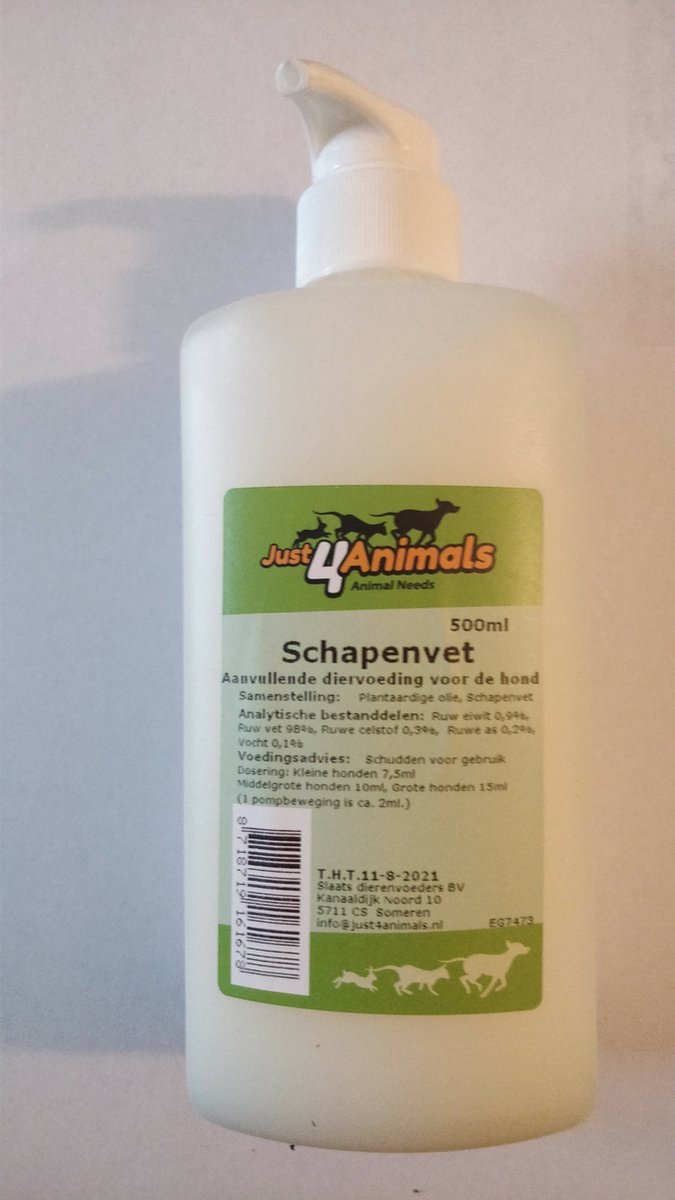 Just4Animals
Animal Needs
500ml
Schapenvet
Aanvullende diervoeding voor de hond
Samenstelling: Plantaardige olie, Schapenvet
Analytische bestanddelen: Ruw eiwit 0,9%,
Ruw vet 98%, Ruwe celstof 0,3%, Ruwe as 0,2%,
Vocht 0,1%
Voedingsadvies: Schudden voor gebruik
Dosering: Kleine honden 7,5ml
Middelgrote honden 10ml, Grote honden 15ml
(1 pompbeweging is ca. 2ml.)
8 718719 161678
T.H.T.11-8-2021
Slaats dierenvoeders BV
Kanaaldijk Noord 10
5711 CS Someren
info@just4animals.nl EG7473